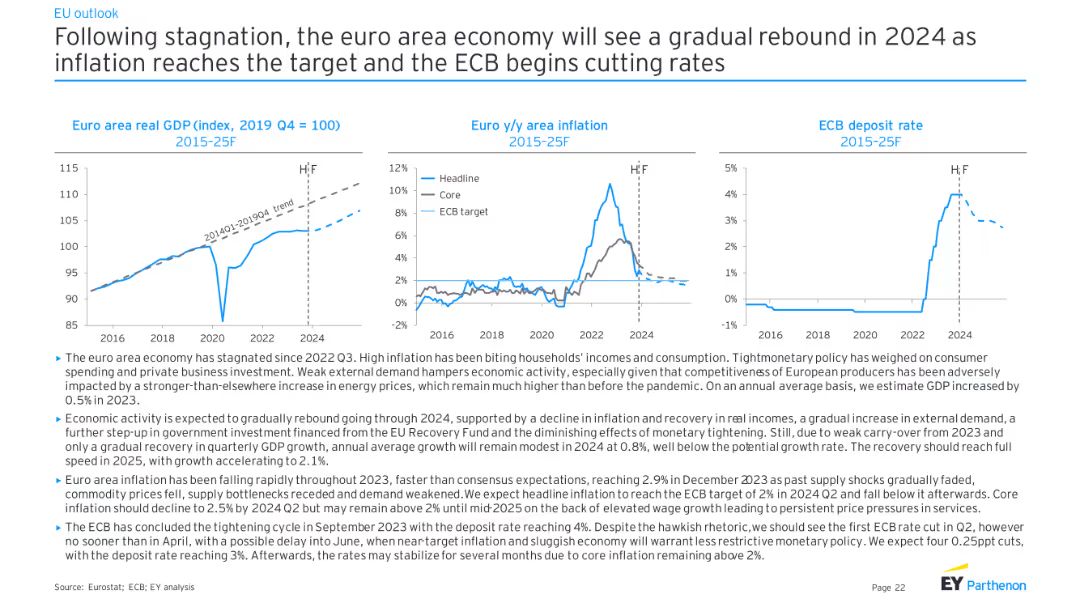 EU outlook
Following stagnation, the euro area economy will see a gradual rebound in 2024 as
inflation reaches the target and the ECB begins cutting rates
Euro area real GDP (index, 2019 Q4 = 100)
2015-25F
115
110
105
100
95
90
85
H F
2014Q1-2019Q4 trend
2016
2018
2020
2022
2024
Euro y/y area inflation
2015-25F
12%
10%
8%
6%
4%
2%
0%
-2%
Headline
Core
ECB target
H F
2016
2018
2020
2022
2024
ECB deposit rate
2015-25F
5%
4%
3%
2%
1%
0%
-1%
H F
2016
2018
2020
2022
2024
The euro area economy has stagnated since 2022 Q3. High inflation has been biting households' incomes and consumption. Tight monetary policy has weighed on consumer
spending and private business investment. Weak external demand hampers economic activity, especially given that competitiveness of European producers has been adversely
impacted by a stronger-than-elsewhere increase in energy prices, which remain much higher than before the pandemic. On an annual average basis, we estimate GDP increased by
0.5% in 2023.
Economic activity is expected to gradually rebound going through 2024, supported by a decline in inflation and recovery in real incomes, a gradual increase in external demand, a
further step-up in government investment financed from the EU Recovery Fund and the diminishing effects of monetary tightening. Still, due to weak carry-over from 2023 and
only a gradual recovery in quarterly GDP growth, annual average growth will remain modest in 2024 at 0.8%, well below the potential growth rate. The recovery should reach full
speed in 2025, with growth accelerating to 2.1%.
Euro area inflation has been falling rapidly throughout 2023, faster than consensus expectations, reaching 2.9% in December 2023 as past supply shocks gradually faded,
commodity prices fell, supply bottlenecks receded and demand weakened. We expect headline inflation to reach the ECB target of 2% in 2024 Q2 and fall below it afterwards. Core
inflation should decline to 2.5% by 2024 Q2 but may remain above 2% until mid-2025 on the back of elevated wage growth leading to persistent price pressures in services.
The ECB has concluded the tightening cycle in September 2023 with the deposit rate reaching 4%. Despite the hawkish rhetoric, we should see the first ECB rate cut in Q2, however
no sooner than in April, with a possible delay into June, when near-target inflation and sluggish economy will warrant less restrictive monetary policy. We expect four 0.25ppt cuts,
with the deposit rate reaching 3%. Afterwards, the rates may stabilize for several months due to core inflation remaining above 2%.
Source: Eurostat; ECB; EY analysis
Page 22
EY Parthenon